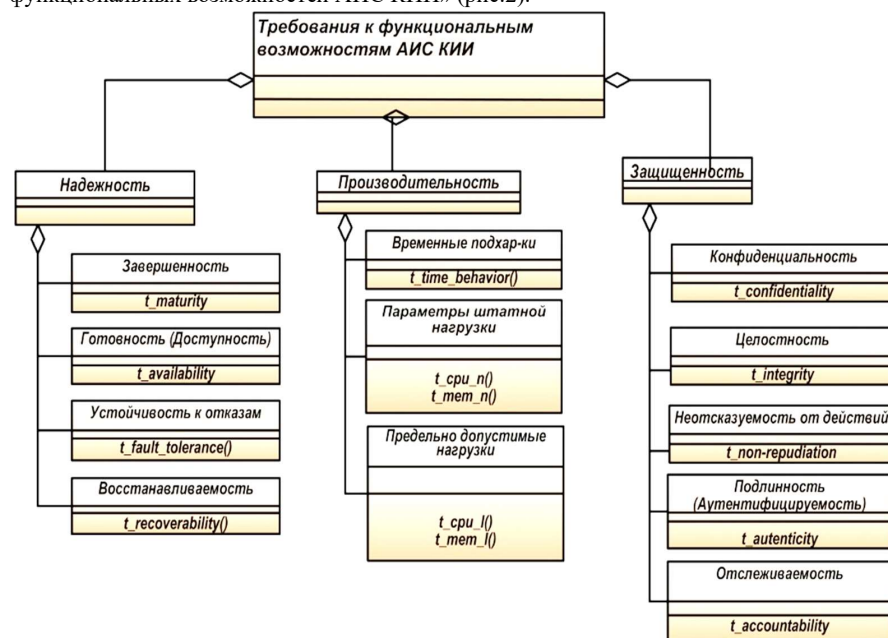 функциональных возможностей АИС КИИ» (рис.2).
Требования к функциональным
возможностям АИС КИИ
Надежность
Завершенность
t_maturity
Готовность (Доступность)
t_availability
Устойчивость к отказам
t_fault_tolerance()
Восстанавливаемость
t_recoverability()
Производительность
Временные подхар-ки
t_time_behavior()
Параметры штатной
нагрузки
t_cpu_n()
t_mem_n()
Предельно допустимые
нагрузки
t_cpu_l()
t_mem_l()
Защищенность
Конфиденциальность
t_confidentiality
Целостность
t_integrity
Неотсказуемость от действий
t_non-repudiation
Подлинность
(Аутентифицируемость)
t_autenticity
Отслеживаемость
t_accountability